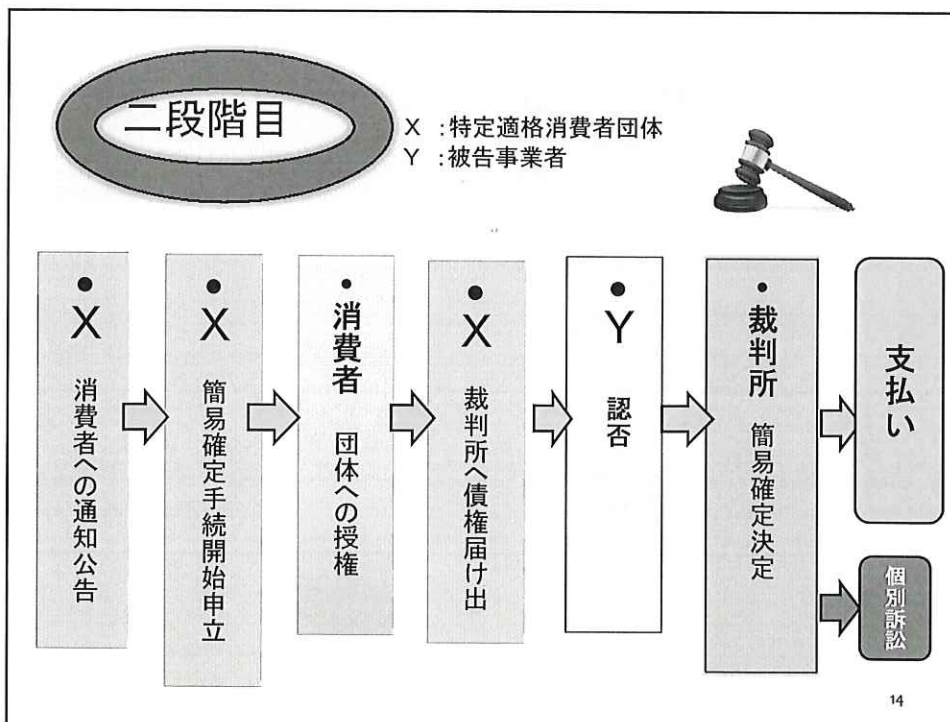 二段階目
X ：特定適格消費者団体
Y ：被告事業者
• X 消費者への通知公告
• X 簡易確定手続開始申立
• 消費者 団体への授権
• X 裁判所へ債権届け出
• Y 認否
• 裁判所 簡易確定決定
支払い
個別訴訟
14